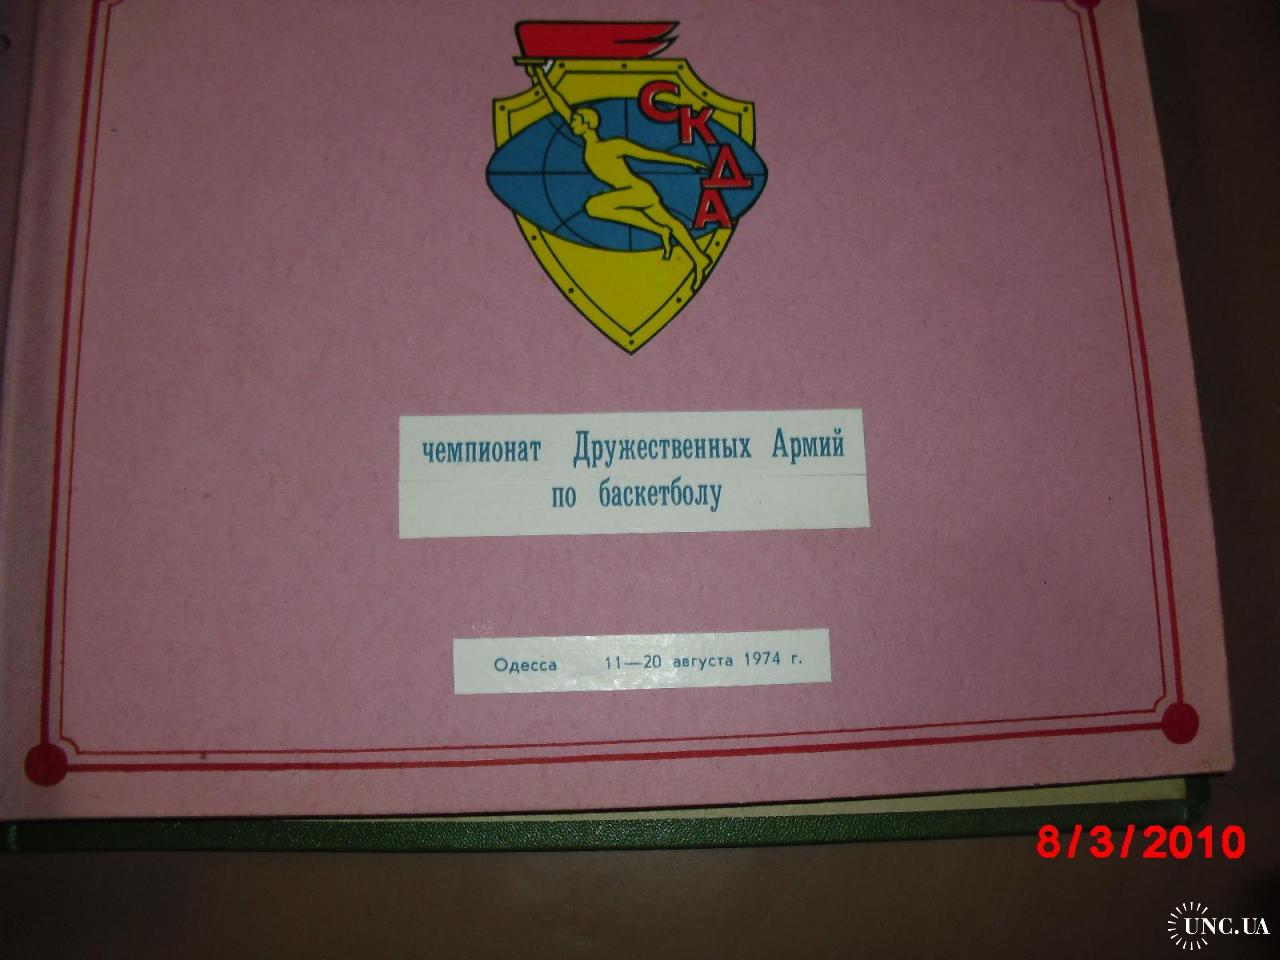 СКДА
чемпионат Дружественных Армий
по баскетболу
Одесса 11—20 августа 1974 г.
8/3/2010
UNC.UA